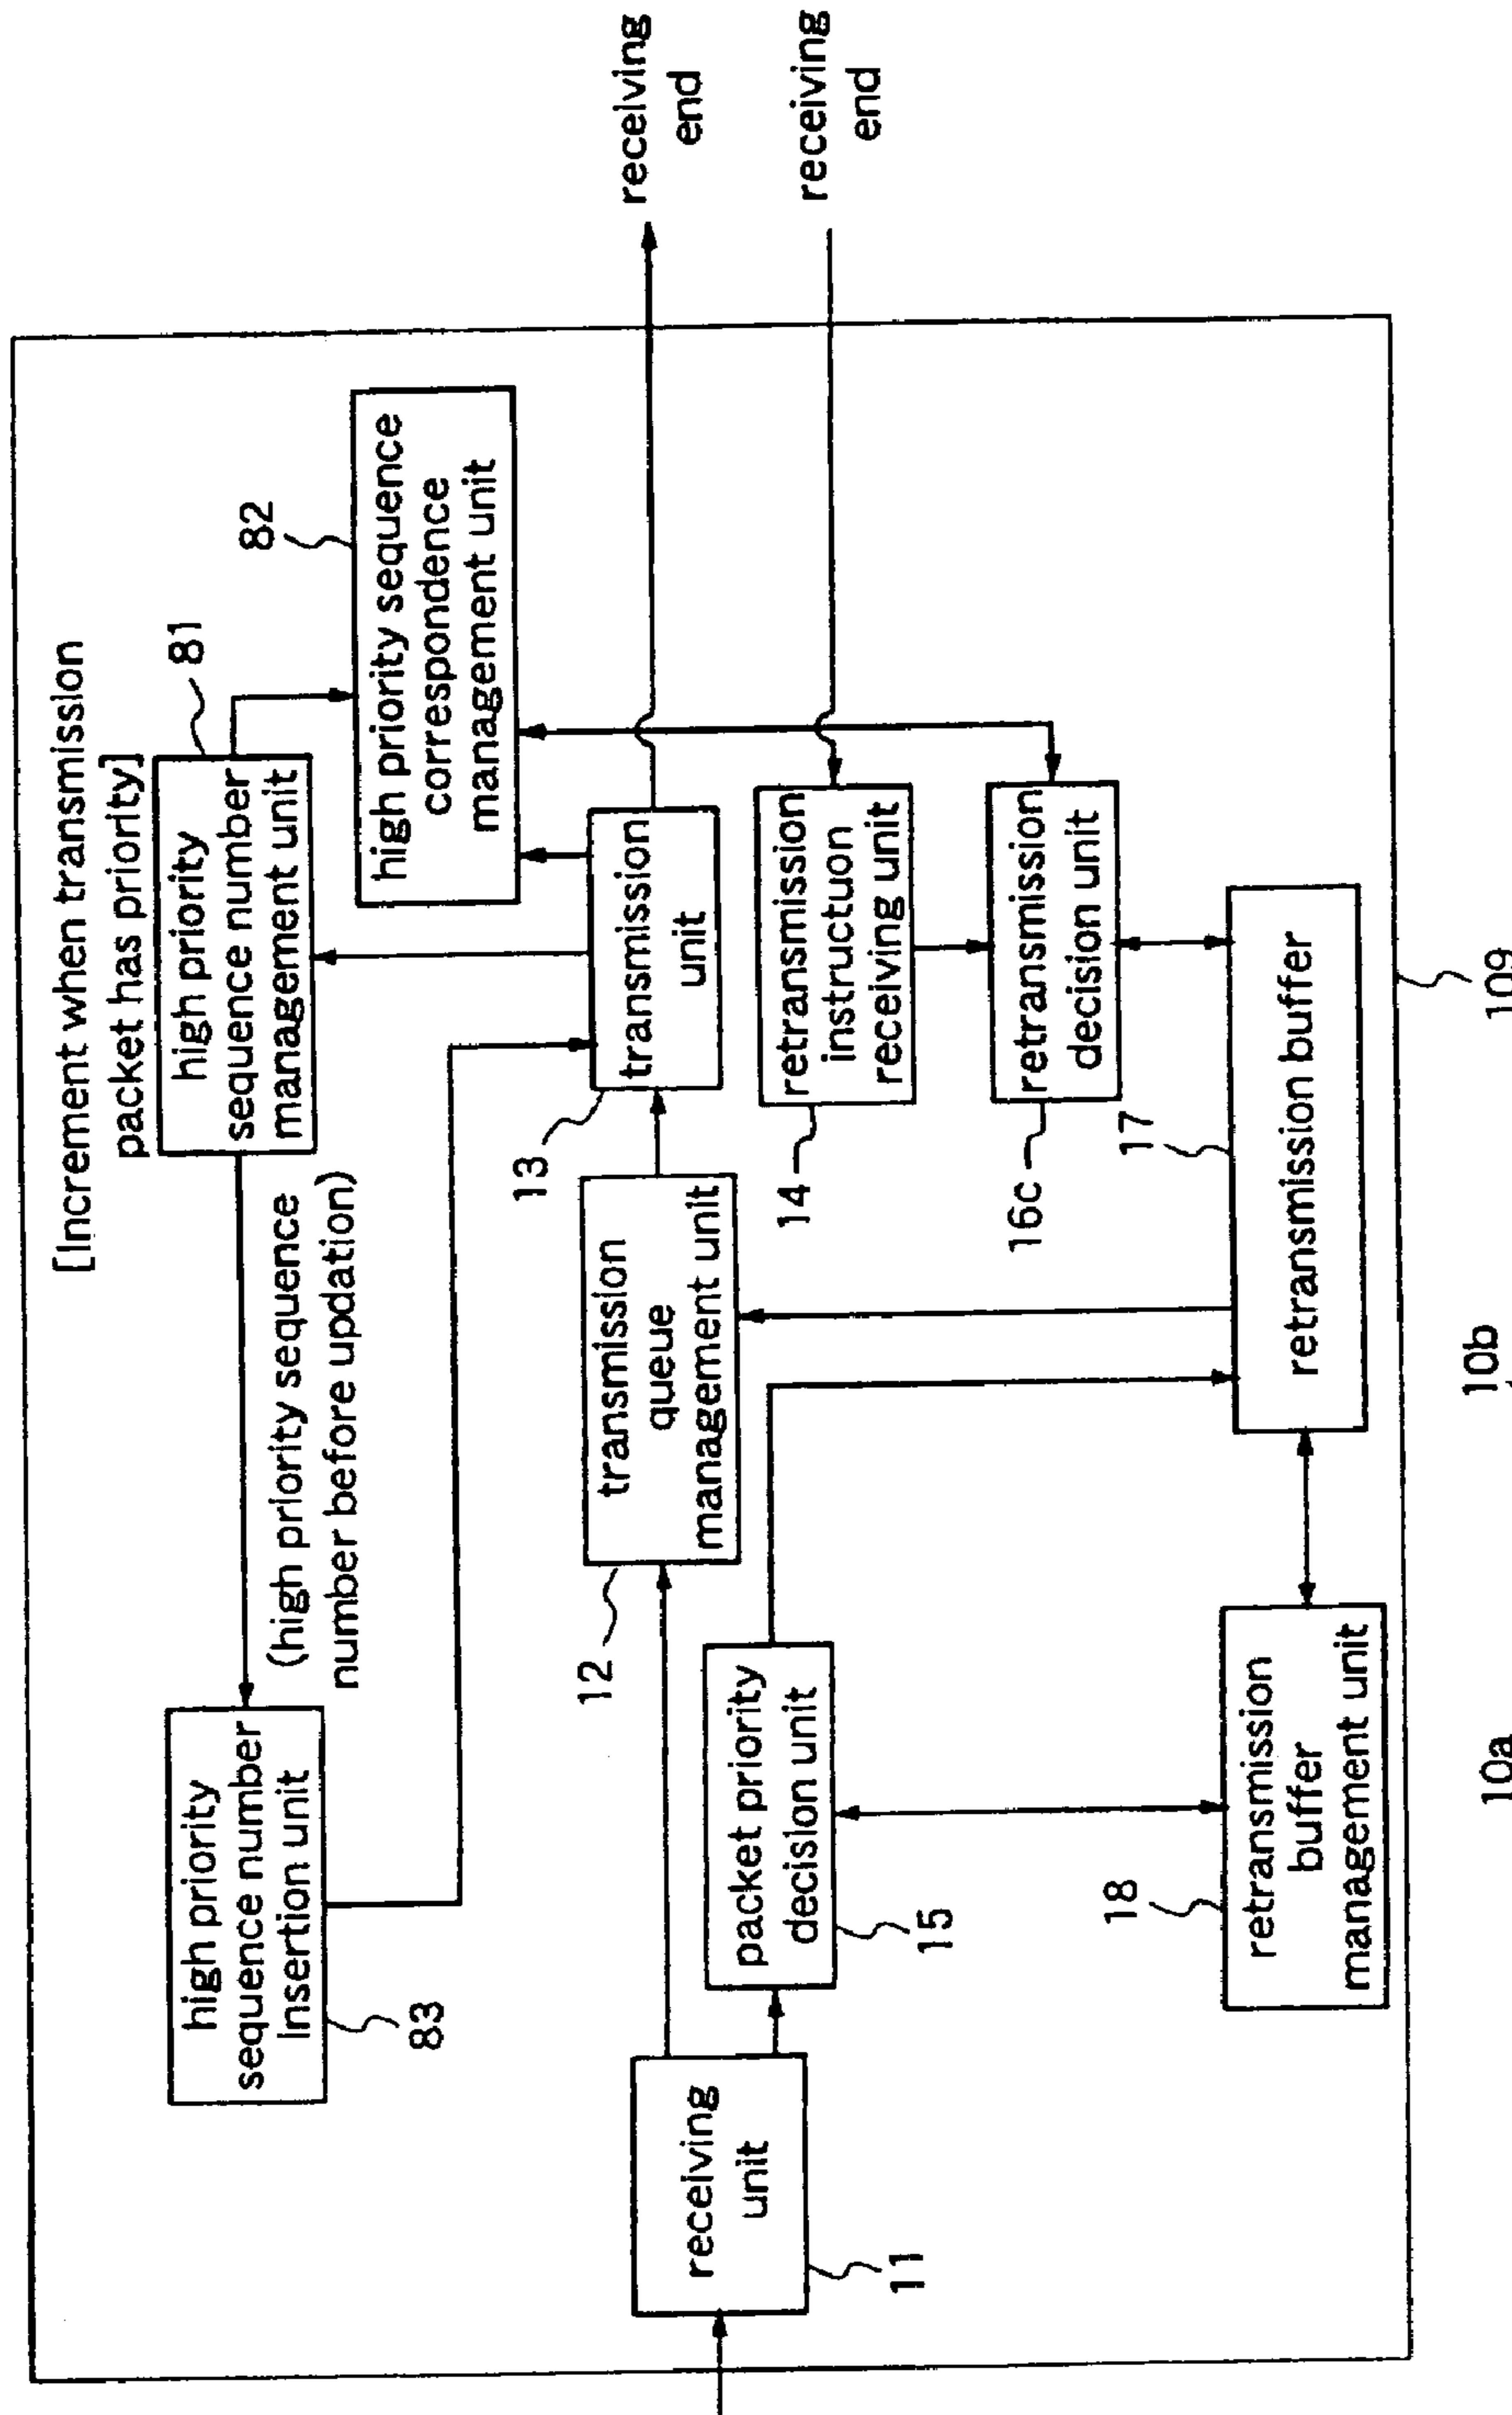 [Increment when transmission
packet has priority]
high priority
sequence number
insertion unit
83
(high priority sequence
number before updation)
high priority
sequence number
management unit
81
82
high priority sequence
correspondence
management unit
receiving
unit
11
12
transmission
queue
management unit
13
transmission
unit
receiving
end
receiving
end
packet priority
decision unit
15
14
retransmission
instructuon
receiving unit
16c
retransmission
decision unit
18
retransmission
buffer
management unit
17
retransmission buffer
109
10a
10b